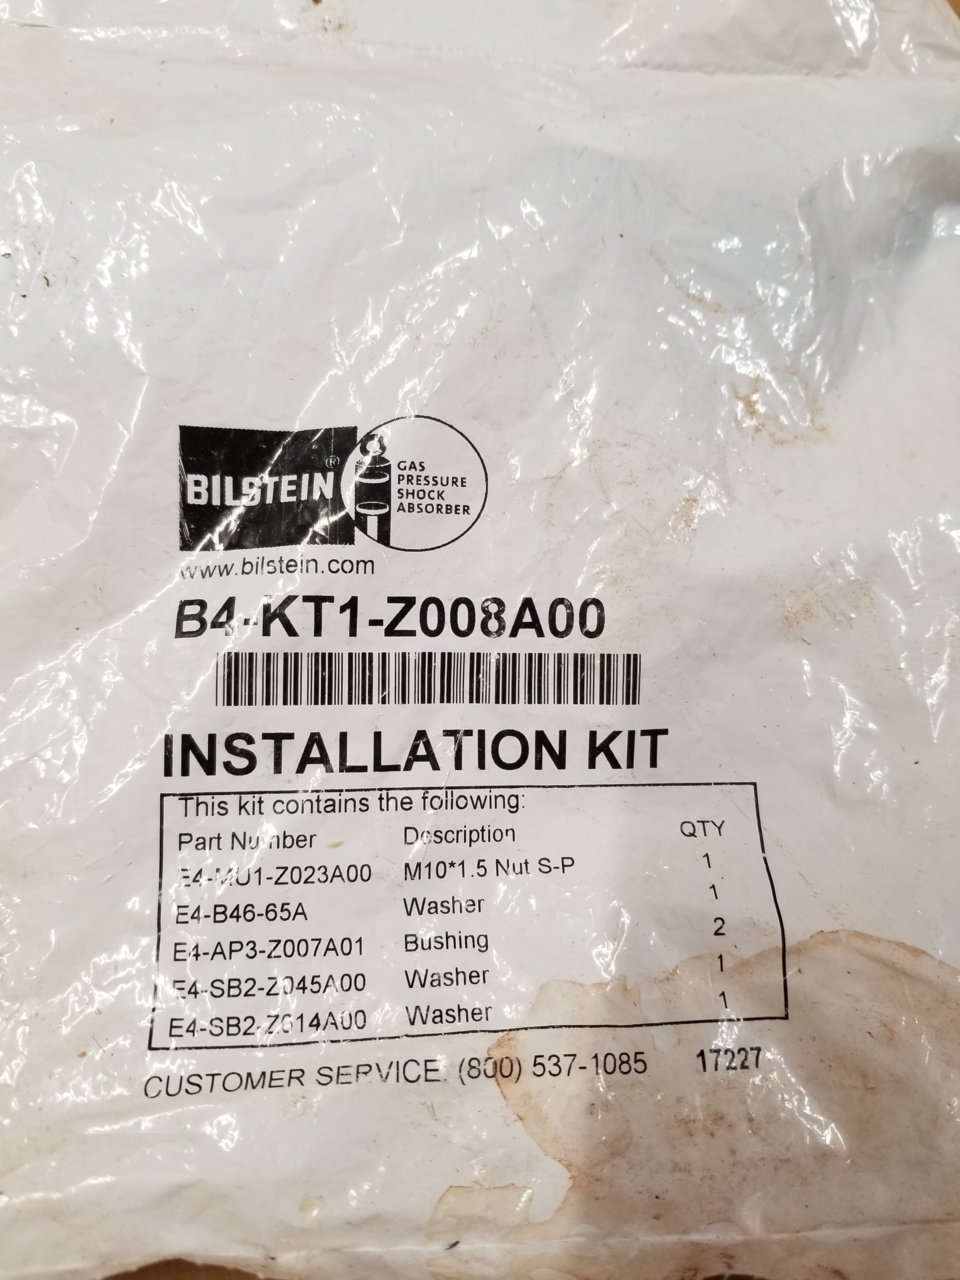 BILSTEIN®
GAS
PRESSURE
SHOCK
ABSORBER
www.bilstein.com
B4-KT1-Z008A00
INSTALLATION KIT
This kit contains the following:
Part Number Description QTY
E4-MU1-Z023A00 M10*1.5 Nut S-P 1
E4-B46-65A Washer 1
E4-AP3-Z007A01 Bushing 2
E4-SB2-Z045A00 Washer 1
E4-SB2-Z614A00 Washer 1
CUSTOMER SERVICE: (800) 537-1085 17227